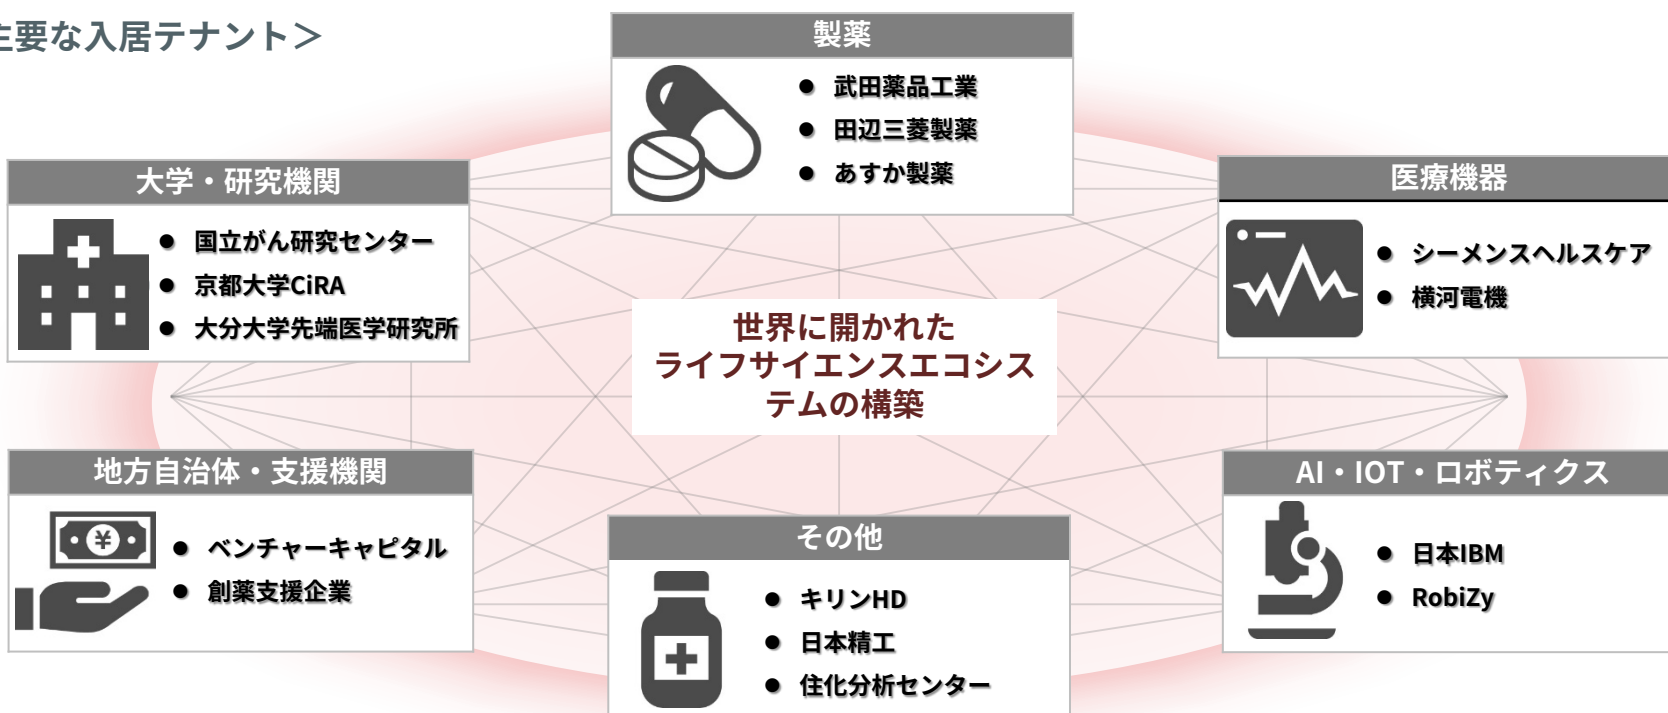 主要な入居テナント＞
製薬
● 武田薬品工業
● 田辺三菱製薬
● あすか製薬
大学・研究機関
● 国立がん研究センター
● 京都大学CiRA
● 大分大学先端医学研究所
医療機器
● シーメンスヘルスケア
● 横河電機
世界に開かれた
ライフサイエンスエコシス
テムの構築
地方自治体・支援機関
¥
● ベンチャーキャピタル
● 創薬支援企業
その他
● キリンHD
● 日本精工
● 住化分析センター
AI・IOT・ロボティクス
● 日本IBM
● RobiZy